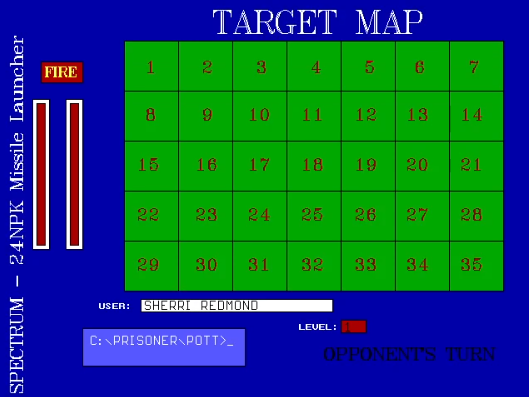 TARGET MAP
SPECTRUM - 24NPK Missile Launcher
FIRE
1 2 3 4 5 6 7
8 9 10 11 12 13 14
15 16 17 18 19 20 21
22 23 24 25 26 27 28
29 30 31 32 33 34 35
USER: SHERRI REDMOND
LEVEL:
C:\PRISONER\POTT>_
OPPONENT'S TURN